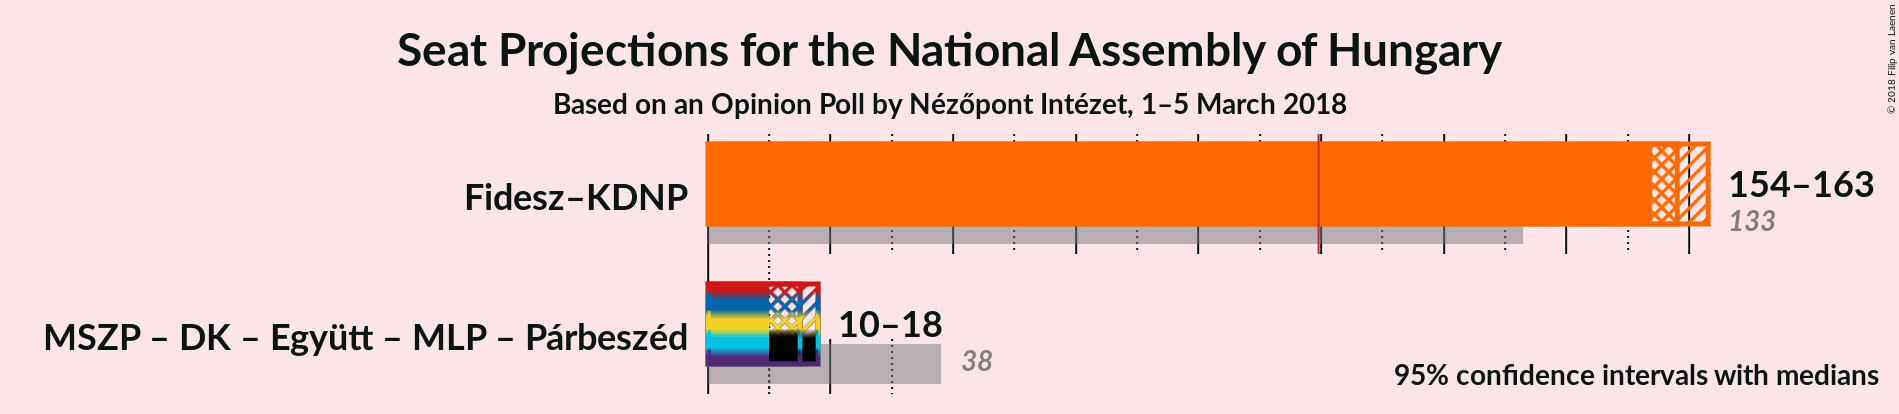 Seat Projections for the National Assembly of Hungary
Based on an Opinion Poll by Nézőpont Intézet, 1–5 March 2018
© 2018 Filip van Laenen
Fidesz–KDNP
154–163
133
MSZP – DK – Együtt – MLP – Párbeszéd
10–18
38
95% confidence intervals with medians